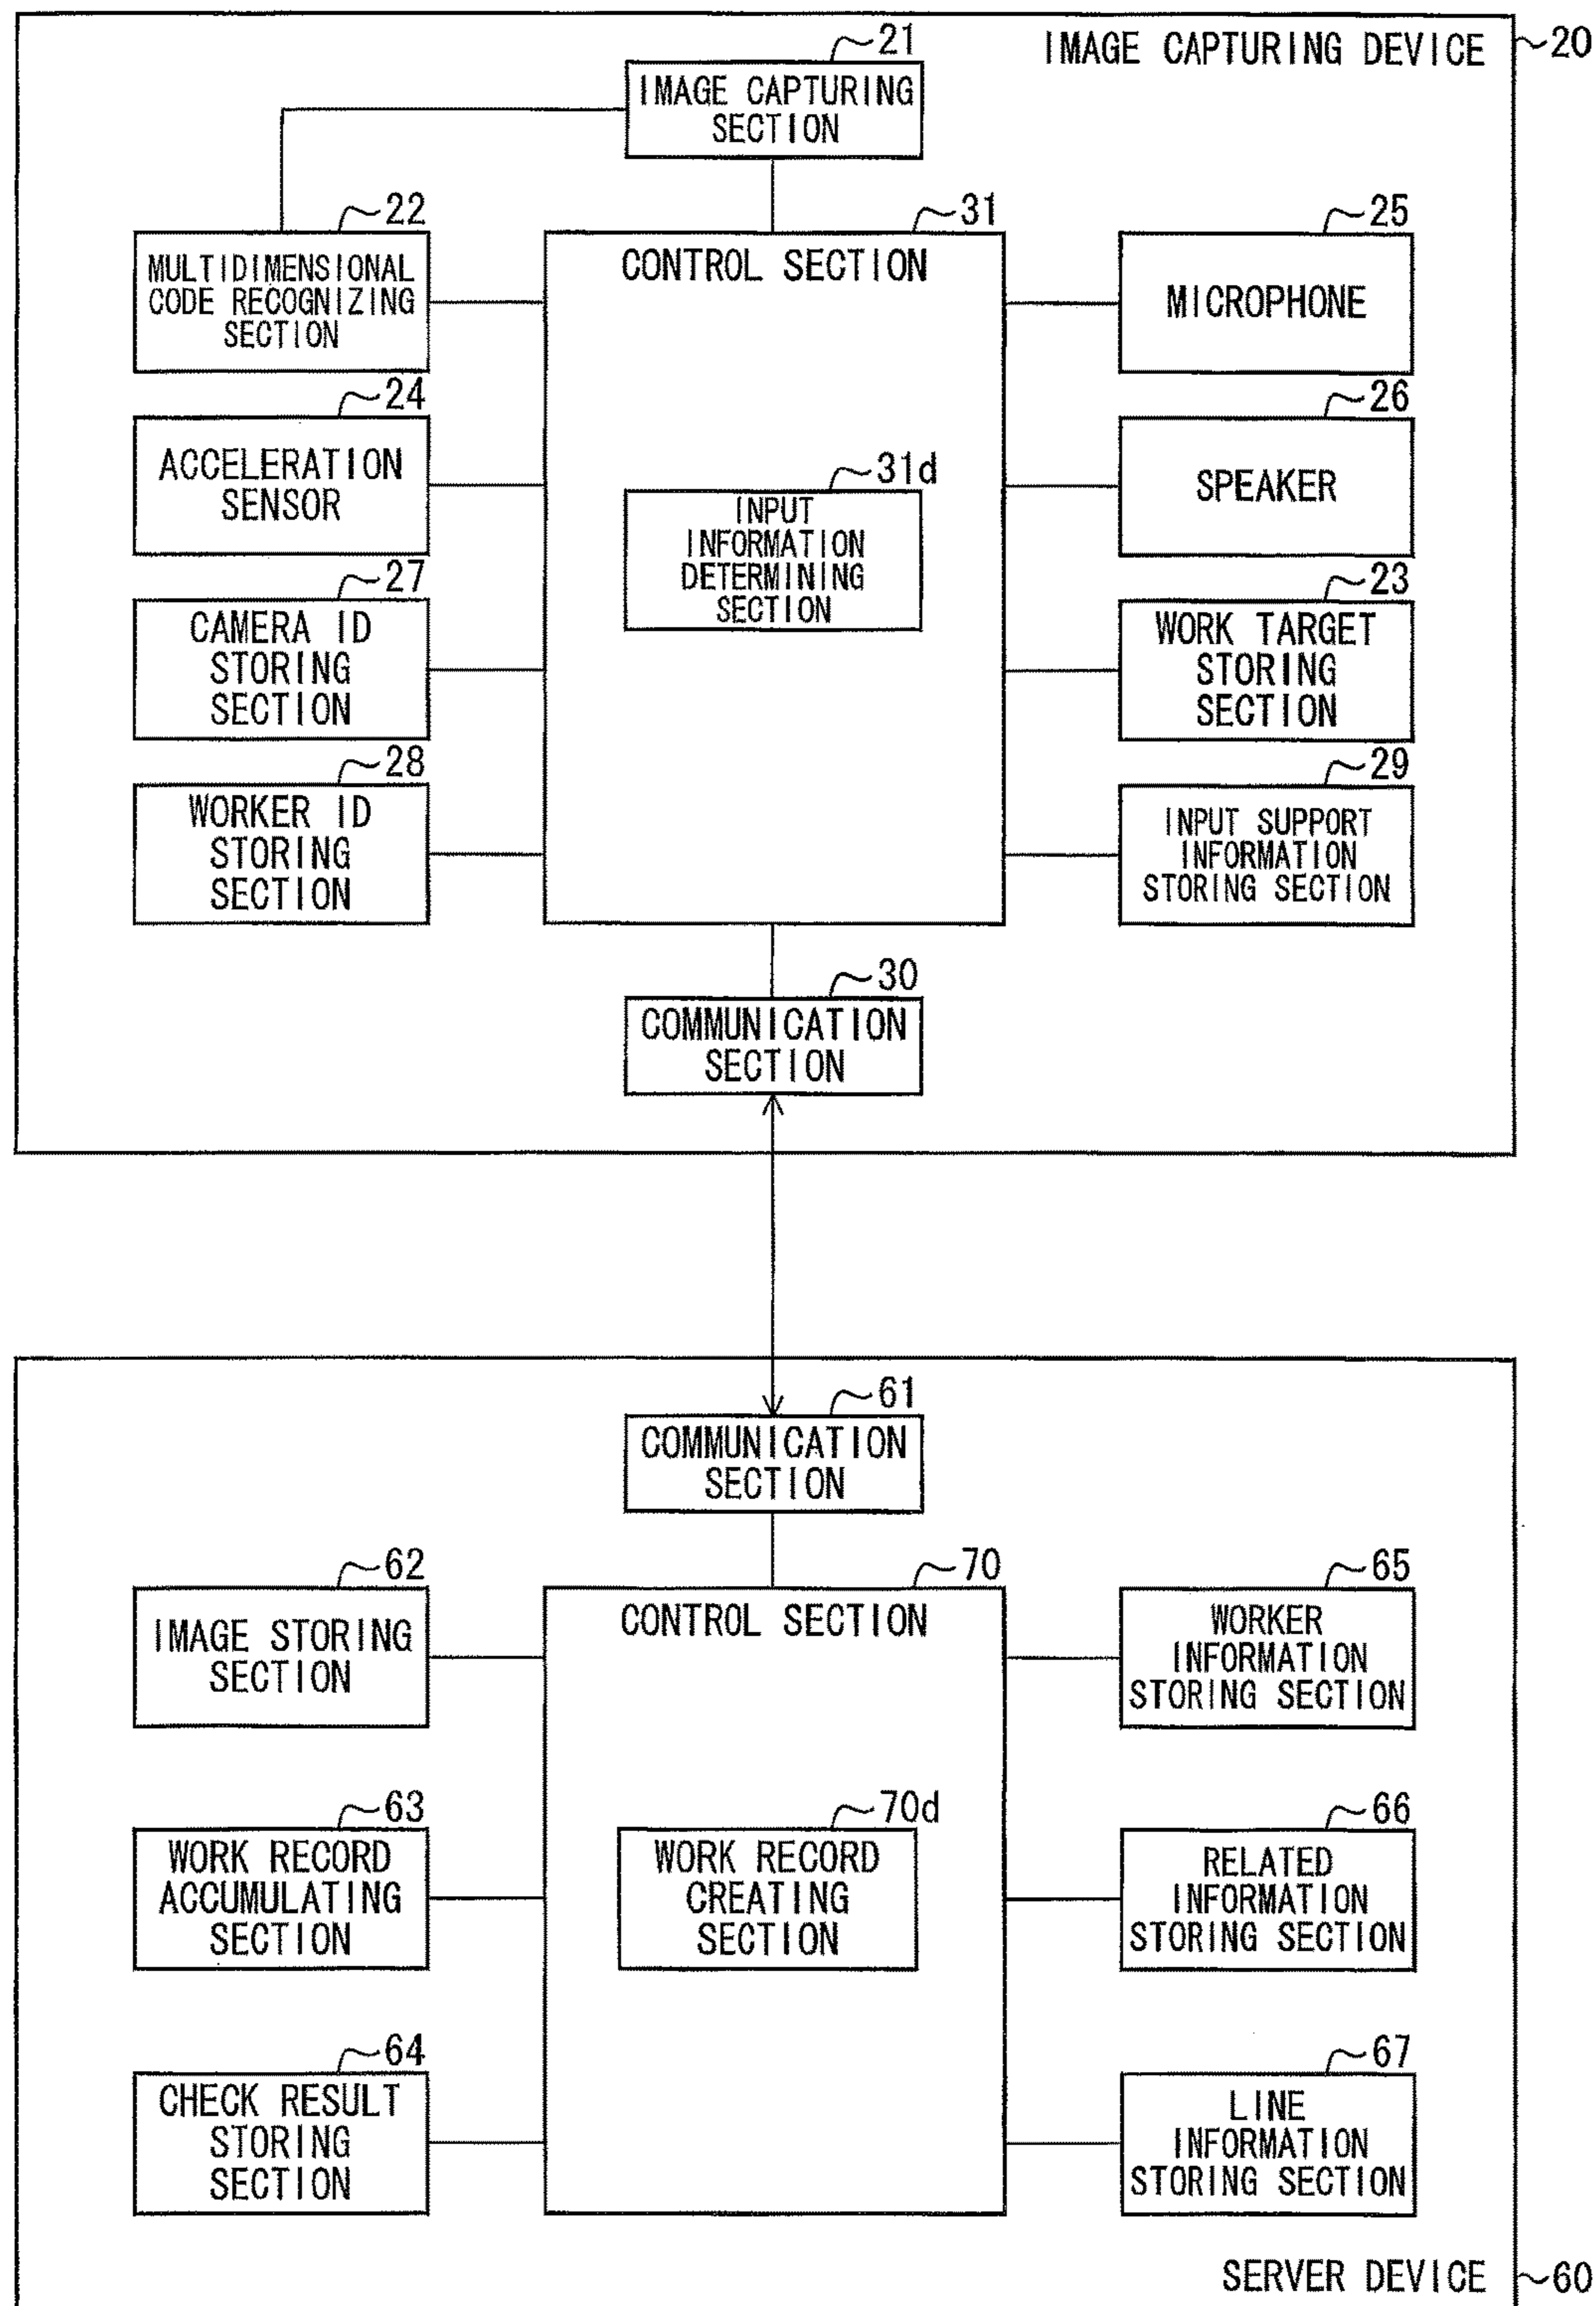 IMAGE CAPTURING DEVICE
20
21
IMAGE CAPTURING
SECTION
22
MULTIDIMENSIONAL
CODE RECOGNIZING
SECTION
31
CONTROL SECTION
25
MICROPHONE
24
ACCELERATION
SENSOR
31d
INPUT
INFORMATION
DETERMINING
SECTION
26
SPEAKER
27
CAMERA ID
STORING
SECTION
23
WORK TARGET
STORING
SECTION
28
WORKER ID
STORING
SECTION
29
INPUT SUPPORT
INFORMATION
STORING SECTION
30
COMMUNICATION
SECTION
61
COMMUNICATION
SECTION
62
IMAGE STORING
SECTION
70
CONTROL SECTION
65
WORKER
INFORMATION
STORING SECTION
63
WORK RECORD
ACCUMULATING
SECTION
70d
WORK RECORD
CREATING
SECTION
66
RELATED
INFORMATION
STORING SECTION
64
CHECK RESULT
STORING
SECTION
67
LINE
INFORMATION
STORING SECTION
SERVER DEVICE
60